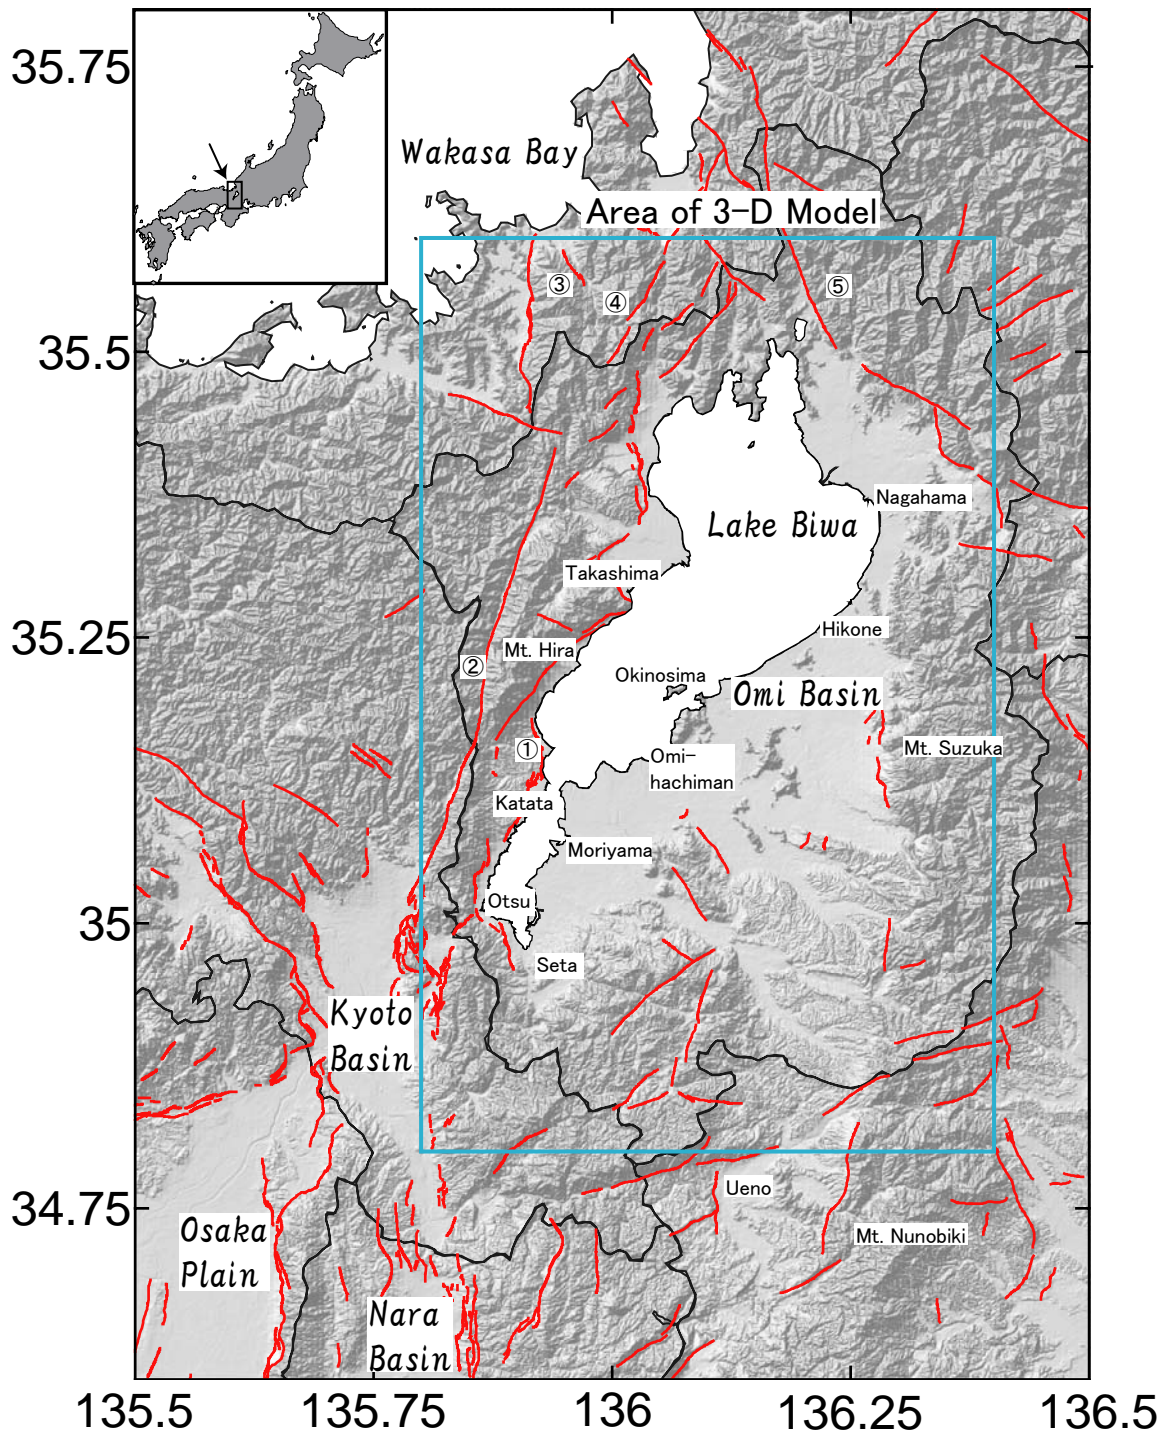 35.75
Wakasa Bay
Area of 3-D Model
③
④
⑤
35.5
Nagahama
Lake Biwa
Takashima
35.25
Hikone
Mt. Hira
②
Okinosima
Omi Basin
①
Mt. Suzuka
Omi-
hachiman
Katata
Moriyama
Otsu
35
Seta
Kyoto
Basin
34.75
Ueno
Osaka
Plain
Mt. Nunobiki
Nara
Basin
135.5
135.75
136
136.25
136.5